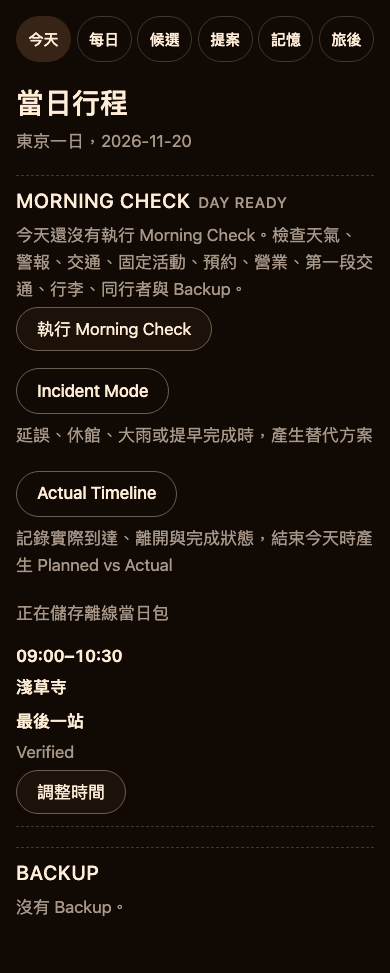 今天 每日 候選 提案 記憶 旅後
當日行程
東京一日，2026-11-20
MORNING CHECK DAY READY
今天還沒有執行 Morning Check。檢查天氣、
警報、交通、固定活動、預約、營業、第一段交
通、行李、同行者與 Backup。
執行 Morning Check
Incident Mode
延誤、休館、大雨或提早完成時，產生替代方案
Actual Timeline
記錄實際到達、離開與完成狀態，結束今天時產
生 Planned vs Actual
正在儲存離線當日包
09:00–10:30
淺草寺
最後一站
Verified
調整時間
BACKUP
沒有 Backup。